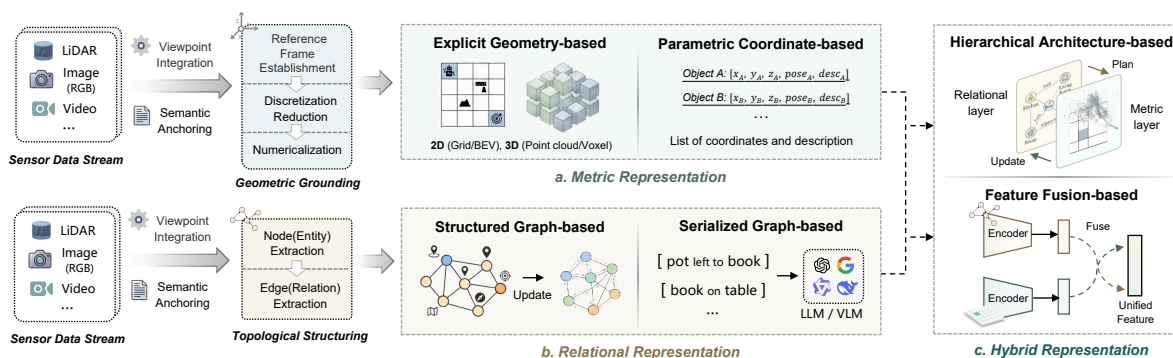 LiDAR
Image
(RGB)
Video
...
Sensor Data Stream
Viewpoint
Integration
Semantic
Anchoring
Reference
Frame
Establishment
Discretization
Reduction
Numericalization
Geometric Grounding
Explicit Geometry-based
2D (Grid/BEV), 3D (Point cloud/Voxel)
Parametric Coordinate-based
Object A: [x_A, y_A, z_A, pose_A, desc_A]
Object B: [x_B, y_B, z_B, pose_B, desc_B]
...
List of coordinates and description
a. Metric Representation
LiDAR
Image
(RGB)
Video
...
Sensor Data Stream
Viewpoint
Integration
Semantic
Anchoring
Node(Entity)
Extraction
Edge(Relation)
Extraction
Topological Structuring
Structured Graph-based
Update
Serialized Graph-based
[ pot left to book ]
[ book on table ]
...
LLM / VLM
b. Relational Representation
Hierarchical Architecture-based
Plan
Relational
layer
Metric
layer
Update
Feature Fusion-based
Encoder
Fuse
Encoder
Unified
Feature
c. Hybrid Representation